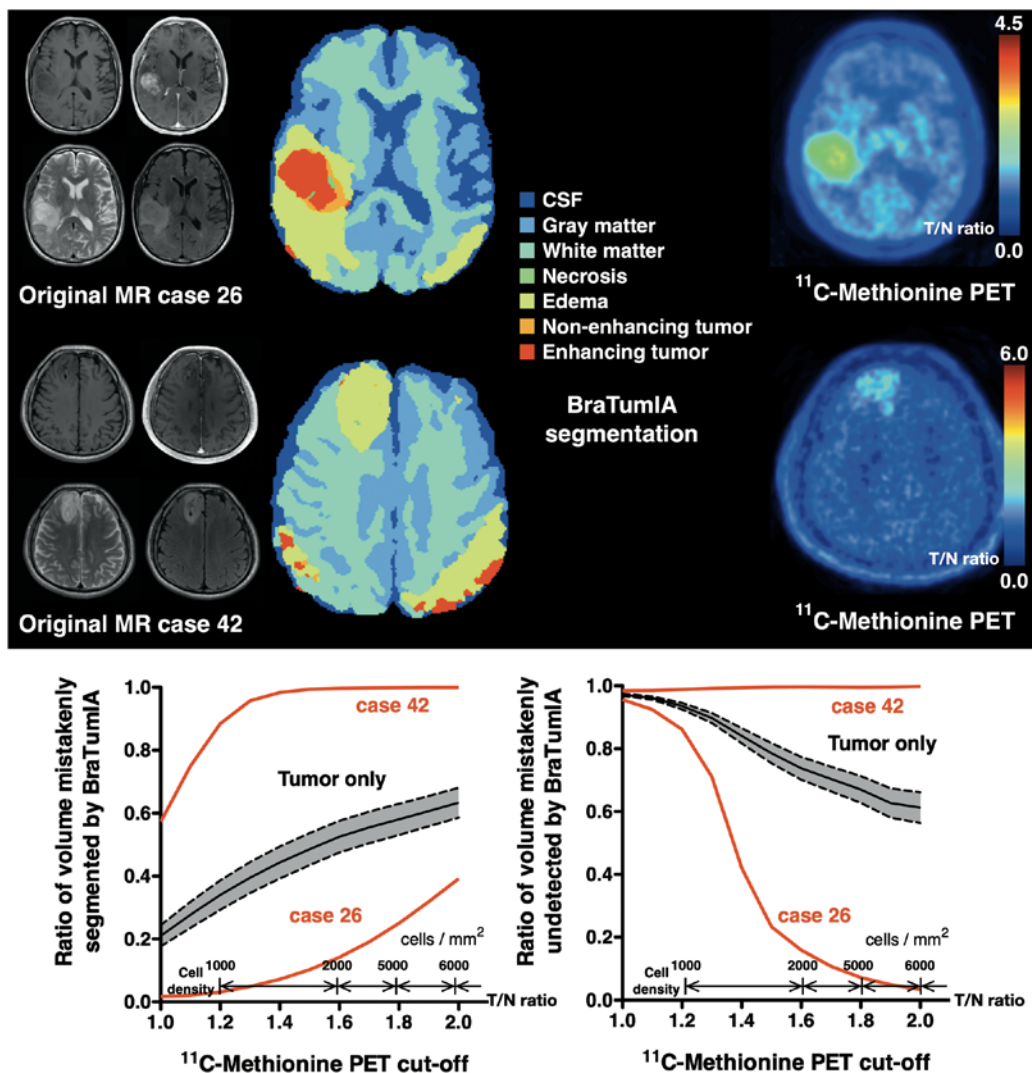 4.5
CSF
Gray matter
White matter
Necrosis
Edema
Non-enhancing tumor
Enhancing tumor
T/N ratio
0.0
Original MR case 26
¹¹C-Methionine PET
6.0
BraTumIA
segmentation
T/N ratio
0.0
Original MR case 42
¹¹C-Methionine PET
Ratio of volume mistakenly
segmented by BraTumIA
1.0
0.8
0.6
0.4
0.2
0.0
case 42
Tumor only
case 26
cells / mm²
Cell
density
1000
2000
5000
6000
T/N ratio
1.0
1.2
1.4
1.6
1.8
2.0
¹¹C-Methionine PET cut-off
Ratio of volume mistakenly
undetected by BraTumIA
1.0
0.8
0.6
0.4
0.2
0.0
case 42
Tumor only
case 26
cells / mm²
Cell
density
1000
2000
5000
6000
T/N ratio
1.0
1.2
1.4
1.6
1.8
2.0
¹¹C-Methionine PET cut-off